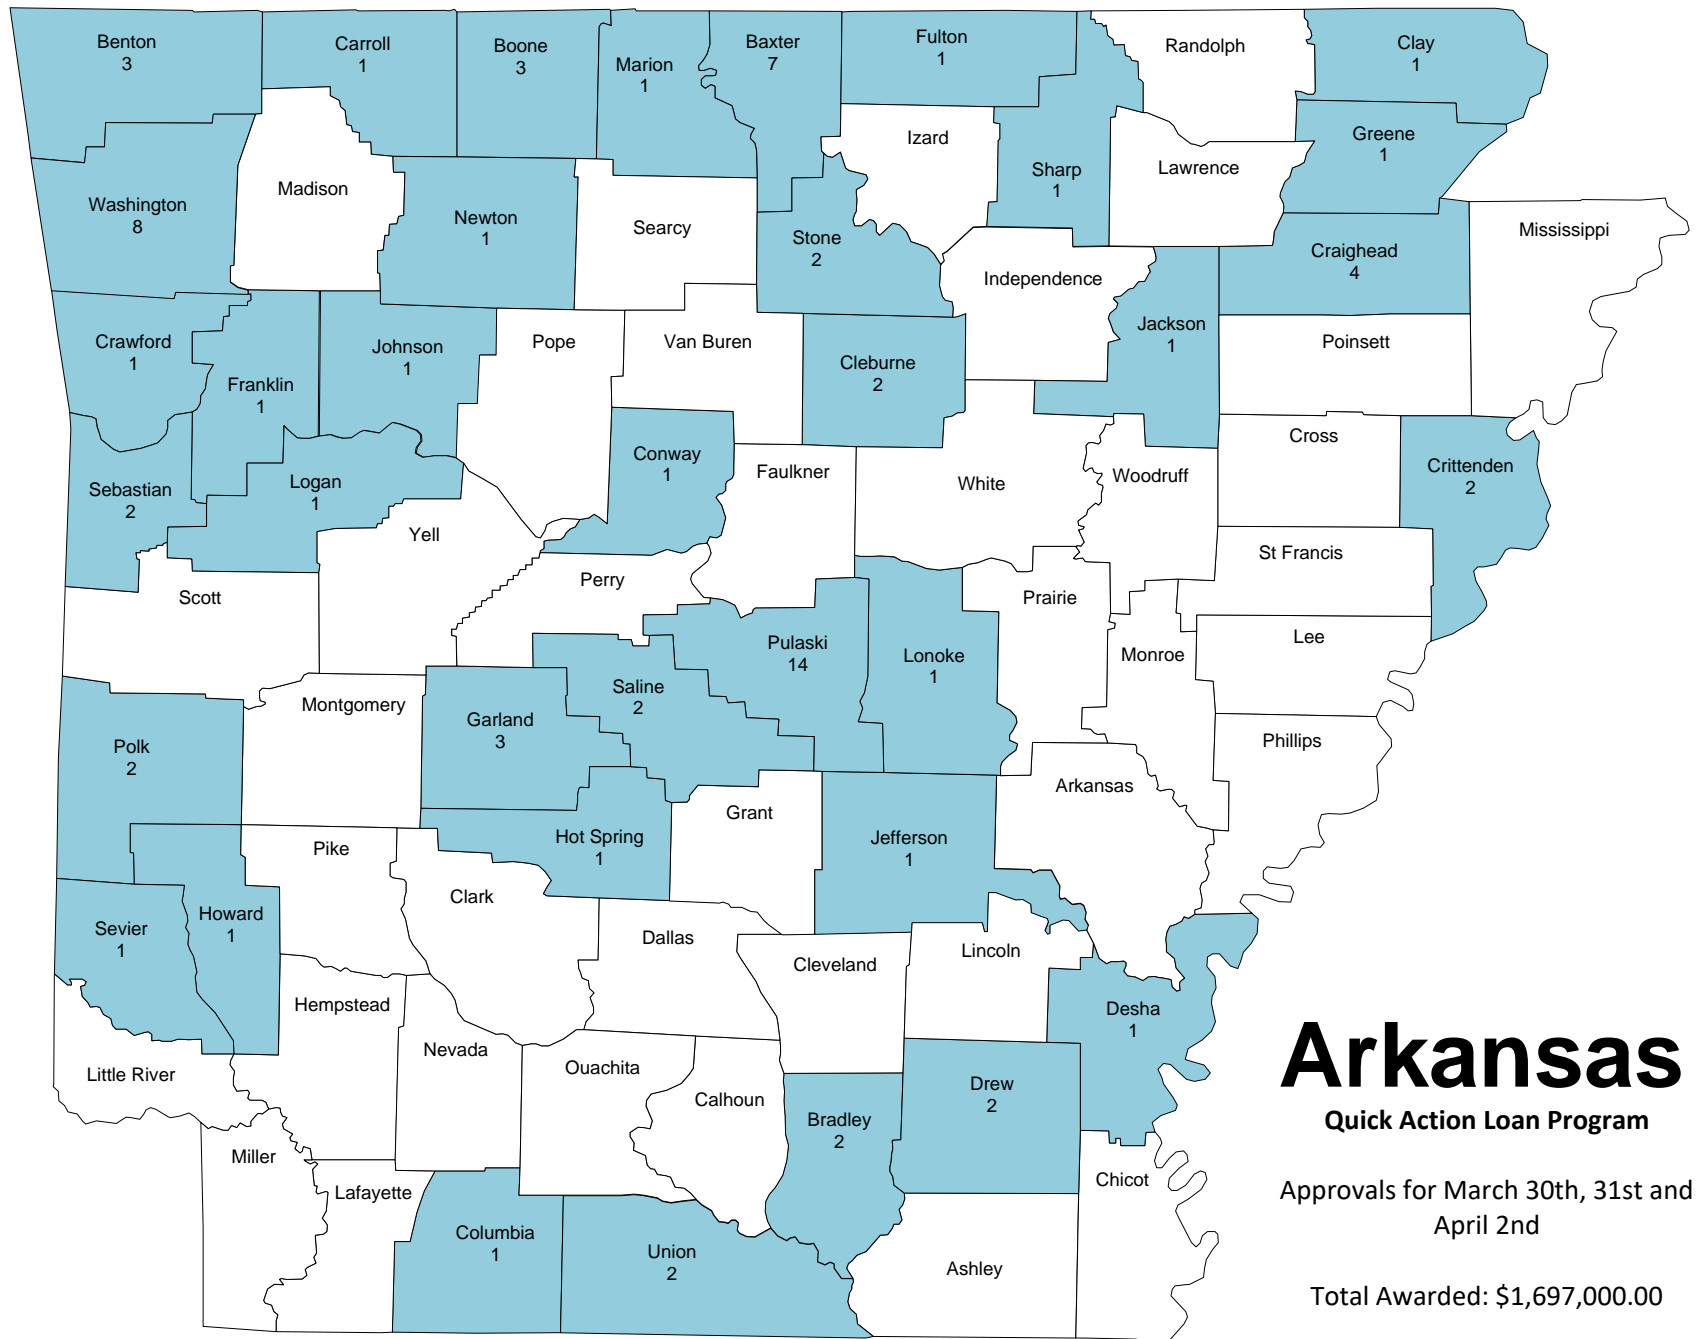 Benton
3
Carroll
1
Boone
3
Marion
1
Baxter
7
Fulton
1
Randolph
Clay
1
Izard
Sharp
1
Lawrence
Greene
1
Washington
8
Madison
Newton
1
Searcy
Stone
2
Independence
Craighead
4
Mississippi
Crawford
1
Franklin
1
Johnson
1
Pope
Van Buren
Cleburne
2
Jackson
1
Poinsett
Sebastian
2
Logan
1
Yell
Conway
1
Faulkner
White
Woodruff
Cross
Crittenden
2
St Francis
Scott
Perry
Pulaski
14
Lonoke
1
Prairie
Monroe
Lee
Polk
2
Montgomery
Garland
3
Saline
2
Grant
Arkansas
Phillips
Hot Spring
1
Jefferson
1
Pike
Clark
Sevier
1
Howard
1
Dallas
Cleveland
Lincoln
Desha
1
Hempstead
Nevada
Ouachita
Calhoun
Little River
Bradley
2
Drew
2
Miller
Lafayette
Columbia
1
Union
2
Ashley
Chicot
Arkansas
Quick Action Loan Program
Approvals for March 30th, 31st and
April 2nd
Total Awarded: $1,697,000.00